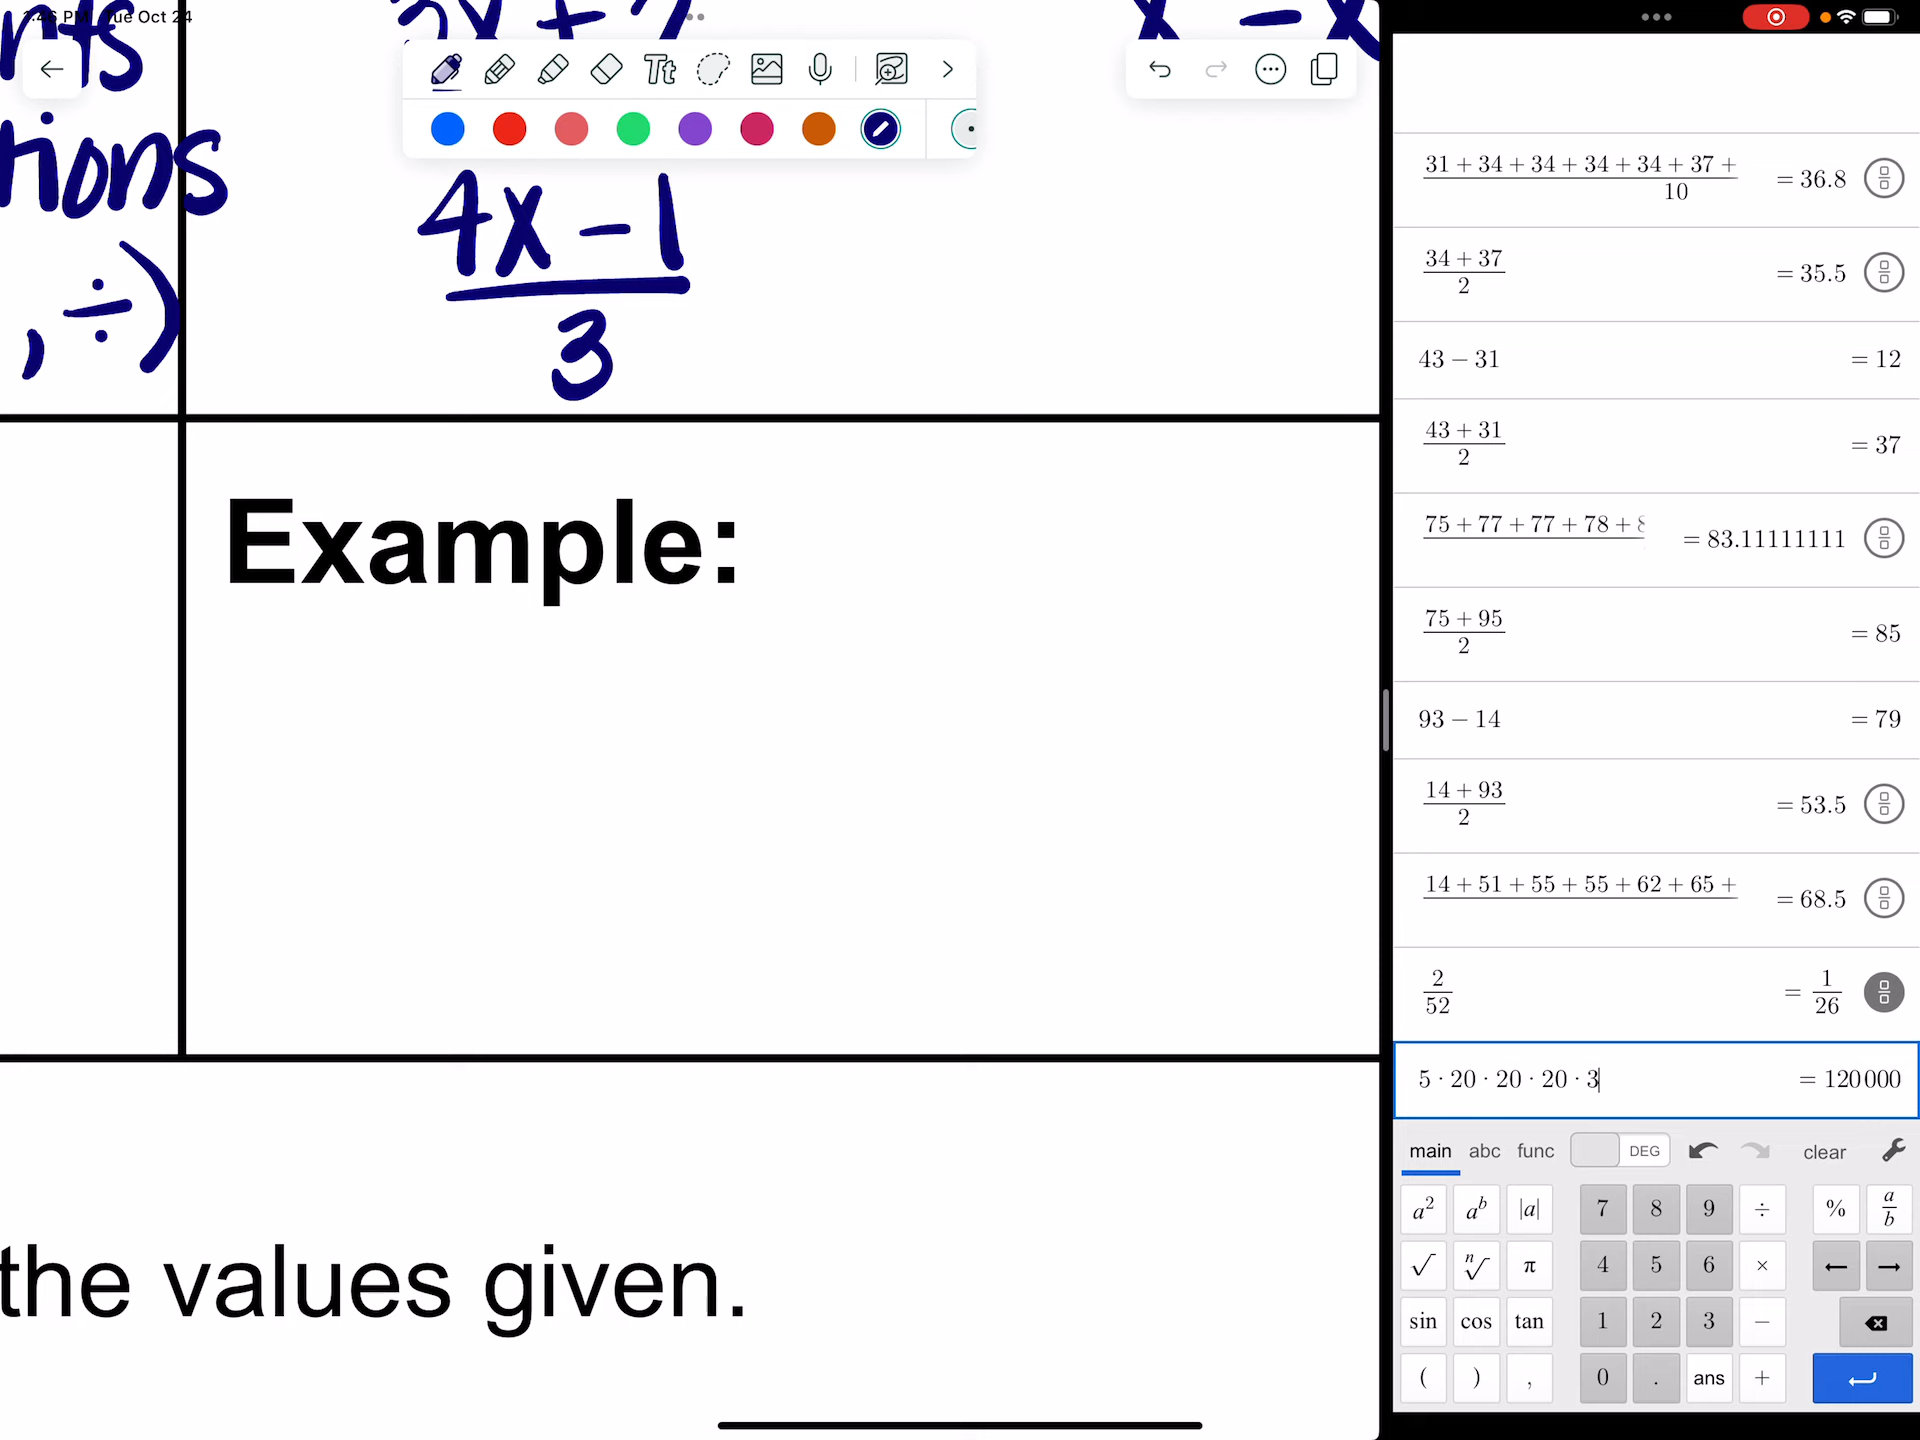 Tue Oct 24
tions
, ÷)
4x - 1
3
Example:
the values given.
31 + 34 + 34 + 34 + 34 + 37 +
10
= 36.8
34 + 37
2
= 35.5
43 − 31
= 12
43 + 31
2
= 37
75 + 77 + 77 + 78 +
= 83.11111111
75 + 95
2
= 85
93 − 14
= 79
14 + 93
2
= 53.5
14 + 51 + 55 + 55 + 62 + 65 +
= 68.5
2
52
= 1
26
5 · 20 · 20 · 20 · 3
= 120000
main abc func DEG clear
a² aᵇ |a| 7 8 9 ÷ % a/b
√ ⁿ√ π 4 5 6 × ← →
sin cos tan 1 2 3 −
( ) , 0 . ans +
Tt